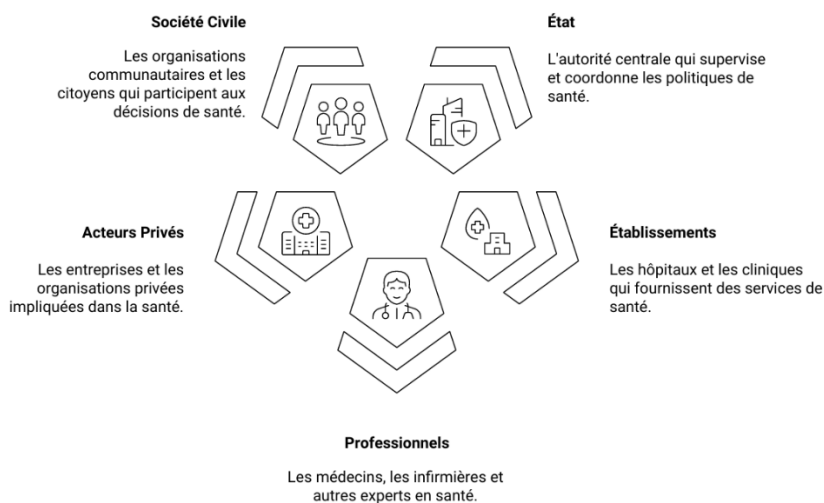 Société Civile
Les organisations
communautaires et les
citoyens qui participent aux
décisions de santé.
État
L'autorité centrale qui supervise
et coordonne les politiques de
santé.
Acteurs Privés
Les entreprises et les
organisations privées
impliquées dans la santé.
Établissements
Les hôpitaux et les cliniques
qui fournissent des services de
santé.
Professionnels
Les médecins, les infirmières et
autres experts en santé.